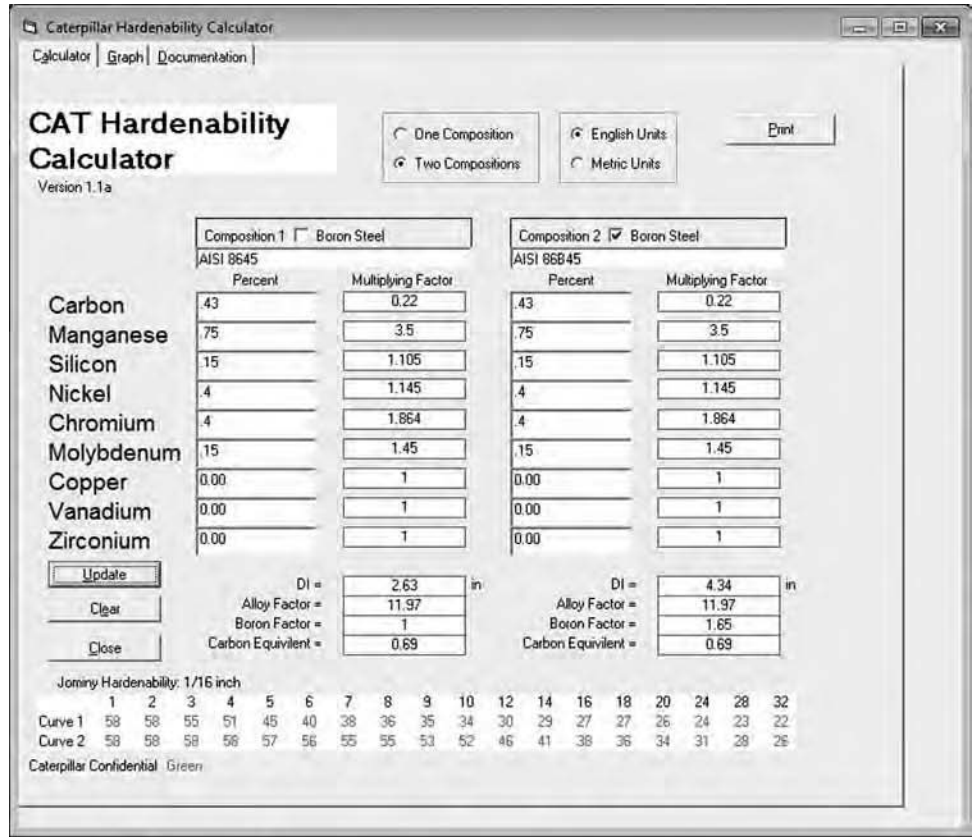 Caterpillar Hardenability Calculator
Calculator Graph Documentation
CAT Hardenability
Calculator
Version 1.1a
One Composition
Two Compositions
English Units
Metric Units
Print
Composition 1 Boron Steel
AISI 8645
Composition 2 Boron Steel
AISI 86B45
Percent Multiplying Factor Percent Multiplying Factor
Carbon .43 0.22 .43 0.22
Manganese .75 3.5 .75 3.5
Silicon .15 1.105 .15 1.105
Nickel .4 1.145 .4 1.145
Chromium .4 1.864 .4 1.864
Molybdenum .15 1.45 .15 1.45
Copper 0.00 1 0.00 1
Vanadium 0.00 1 0.00 1
Zirconium 0.00 1 0.00 1
Update
Clear
Close
DI = 2.63 in DI = 4.34 in
Alloy Factor = 11.97 Alloy Factor = 11.97
Boron Factor = 1 Boron Factor = 1.65
Carbon Equivilent = 0.69 Carbon Equivilent = 0.69
Jominy Hardenability: 1/16 inch
1 2 3 4 5 6 7 8 9 10 12 14 16 18 20 24 28 32
Curve 1 58 58 55 51 45 40 38 36 35 34 30 29 27 27 26 24 23 22
Curve 2 58 58 58 58 57 56 55 55 53 52 46 41 38 36 34 31 28 26
Caterpillar Confidential Green